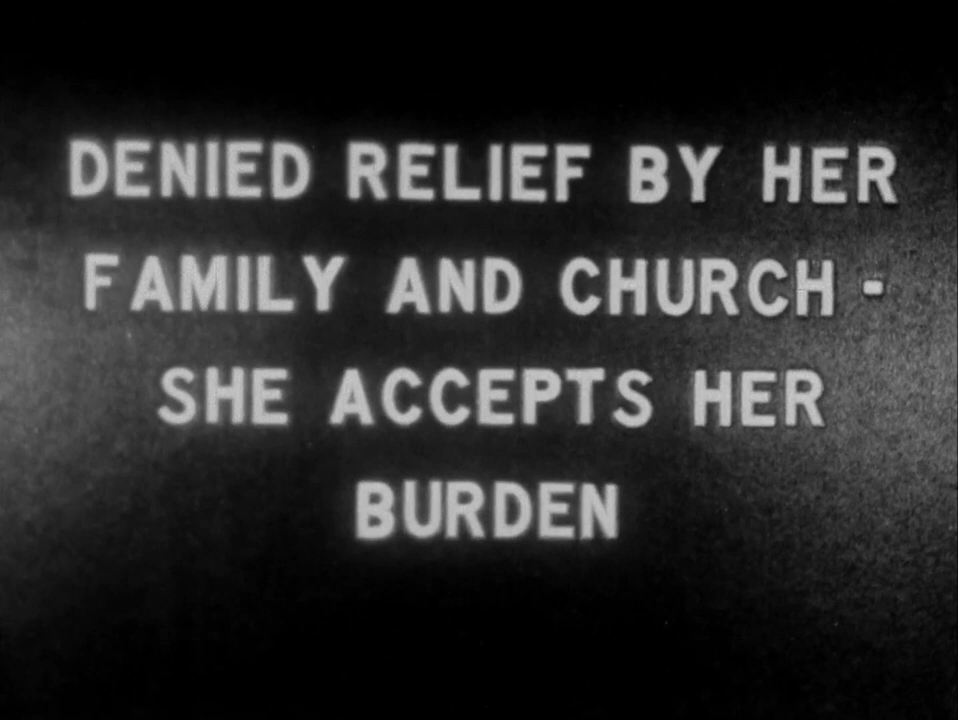 DENIED RELIEF BY HER
FAMILY AND CHURCH -
SHE ACCEPTS HER
BURDEN